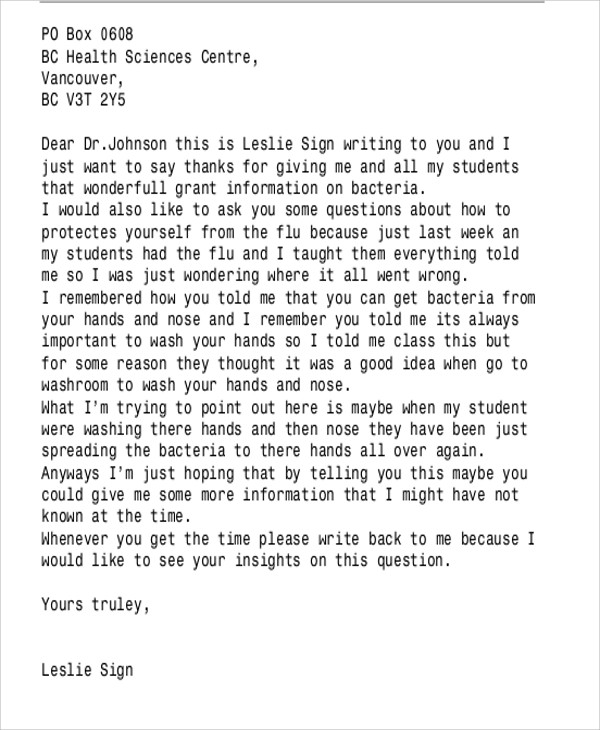 PO Box 0608
BC Health Sciences Centre,
Vancouver,
BC V3T 2Y5
Dear Dr.Johnson this is Leslie Sign writing to you and I
just want to say thanks for giving me and all my students
that wonderfull grant information on bacteria.
I would also like to ask you some questions about how to
protectes yourself from the flu because just last week an
my students had the flu and I taught them everything told
me so I was just wondering where it all went wrong.
I remembered how you told me that you can get bacteria from
your hands and nose and I remember you told me its always
important to wash your hands so I told me class this but
for some reason they thought it was a good idea when go to
washroom to wash your hands and nose.
What I'm trying to point out here is maybe when my student
were washing there hands and then nose they have been just
spreading the bacteria to there hands all over again.
Anyways I'm just hoping that by telling you this maybe you
could give me some more information that I might have not
known at the time.
Whenever you get the time please write back to me because I
would like to see your insights on this question.
Yours truley,
Leslie Sign